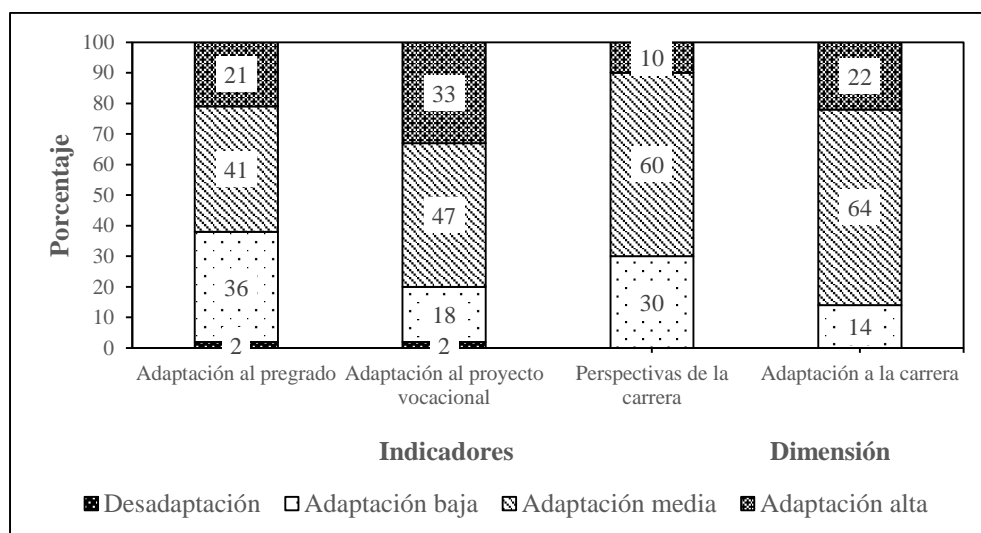 Porcentaje
100
90
80
70
60
50
40
30
20
10
0
21
41
36
2
33
47
18
2
10
60
30
22
64
14
Adaptación al pregrado
Adaptación al proyecto
vocacional
Perspectivas de la
carrera
Adaptación a la carrera
Indicadores
Dimensión
Desadaptación
Adaptación baja
Adaptación media
Adaptación alta